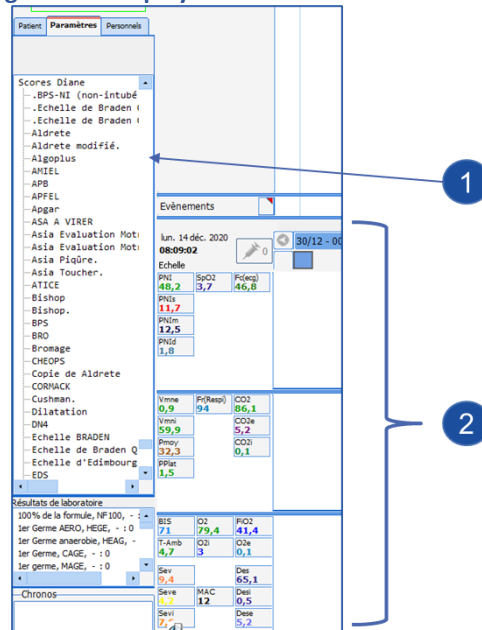 Patient Paramètres Personnels
Scores Diane
.BPS-NI (non-intubé
.Echelle de Braden (
.Echelle de Braden (
Aldrete
Aldrete modifié.
Algoplus
AMIEL
APB
APFEL
Apgar
ASA A VIRER
Asia Evaluation Mot
Asia Evaluation Mot
Asia Piqûre.
Asia Toucher.
ATICE
Bishop
Bishop.
BPS
BRO
Bromage
CHEOPS
Copie de Aldrete
CORMACK
Cushman.
Dilatation
DN4
Echelle BRADEN
Echelle de Braden Q
Echelle d'Edimbourg
EDS
Résultats de laboratoire
100% de la formule, NF100, - :
1er Germe AERO, HEGE, - : 0
1er Germe anaerobie, HEAG, -
1er Germe, CAGE, - : 0
1er germe, MAGE, - : 0
Chronos
1
Evènements
lun. 14 déc. 2020
08:09:02
0
30/12 - 00
Echelle
PNI SpO2 Fc(ecg)
48,2 3,7 46,8
PNIs
11,7
PNIm
12,5
PNId
1,8
2
Vmne Fr(Respi) CO2
0,9 94 86,1
Vmni CO2e
59,9 5,2
Pmoy CO2i
32,3 0,1
PPlat
1,5
BIS O2 FiO2
71 79,4 41,4
T-Amb O2i O2e
4,7 3 0,1
Sev Des
9,4 65,1
Seve MAC Desi
12 0,5
Sevi Dese
5,2